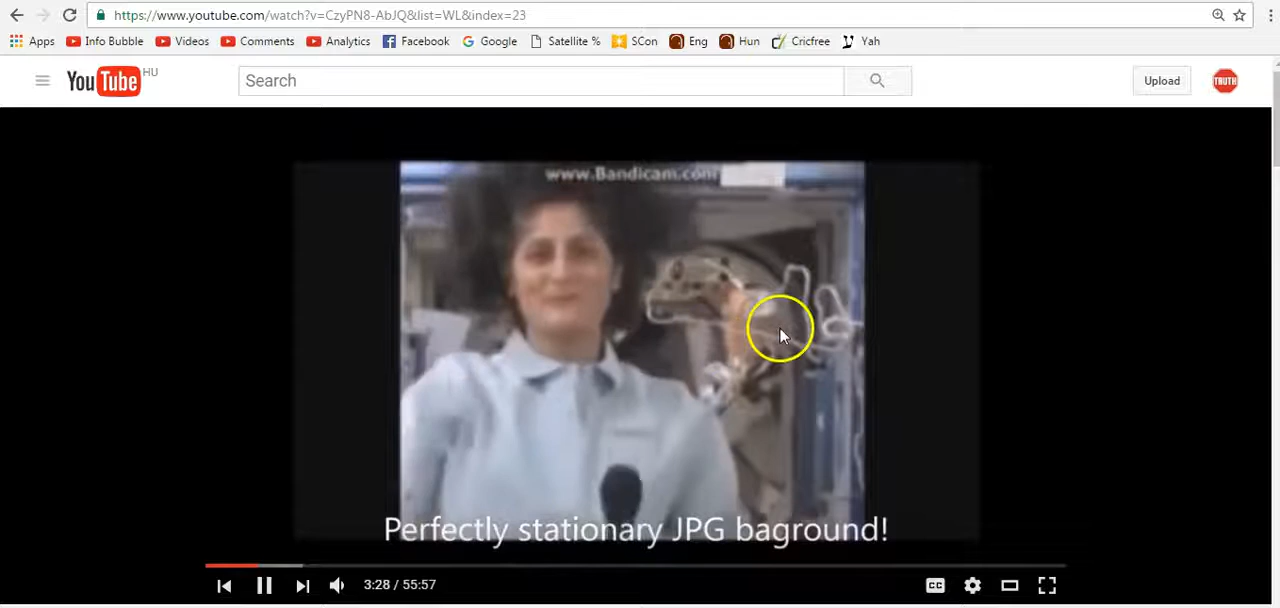 https://www.youtube.com/watch?v=CzyPN8-AbJQ&list=WL&index=23
Apps Info Bubble Videos Comments Analytics Facebook Google Satellite % SCon Eng Hun Cricfree Yah
YouTube HU Search Upload TRUTH
www.Bandicam.com
Perfectly stationary JPG baground!
3:28 / 55:57 CC